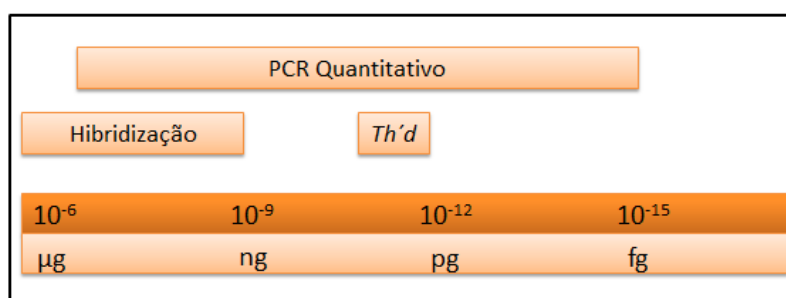 PCR Quantitativo
Hibridização Th´d
10⁻⁶ 10⁻⁹ 10⁻¹² 10⁻¹⁵
µg ng pg fg